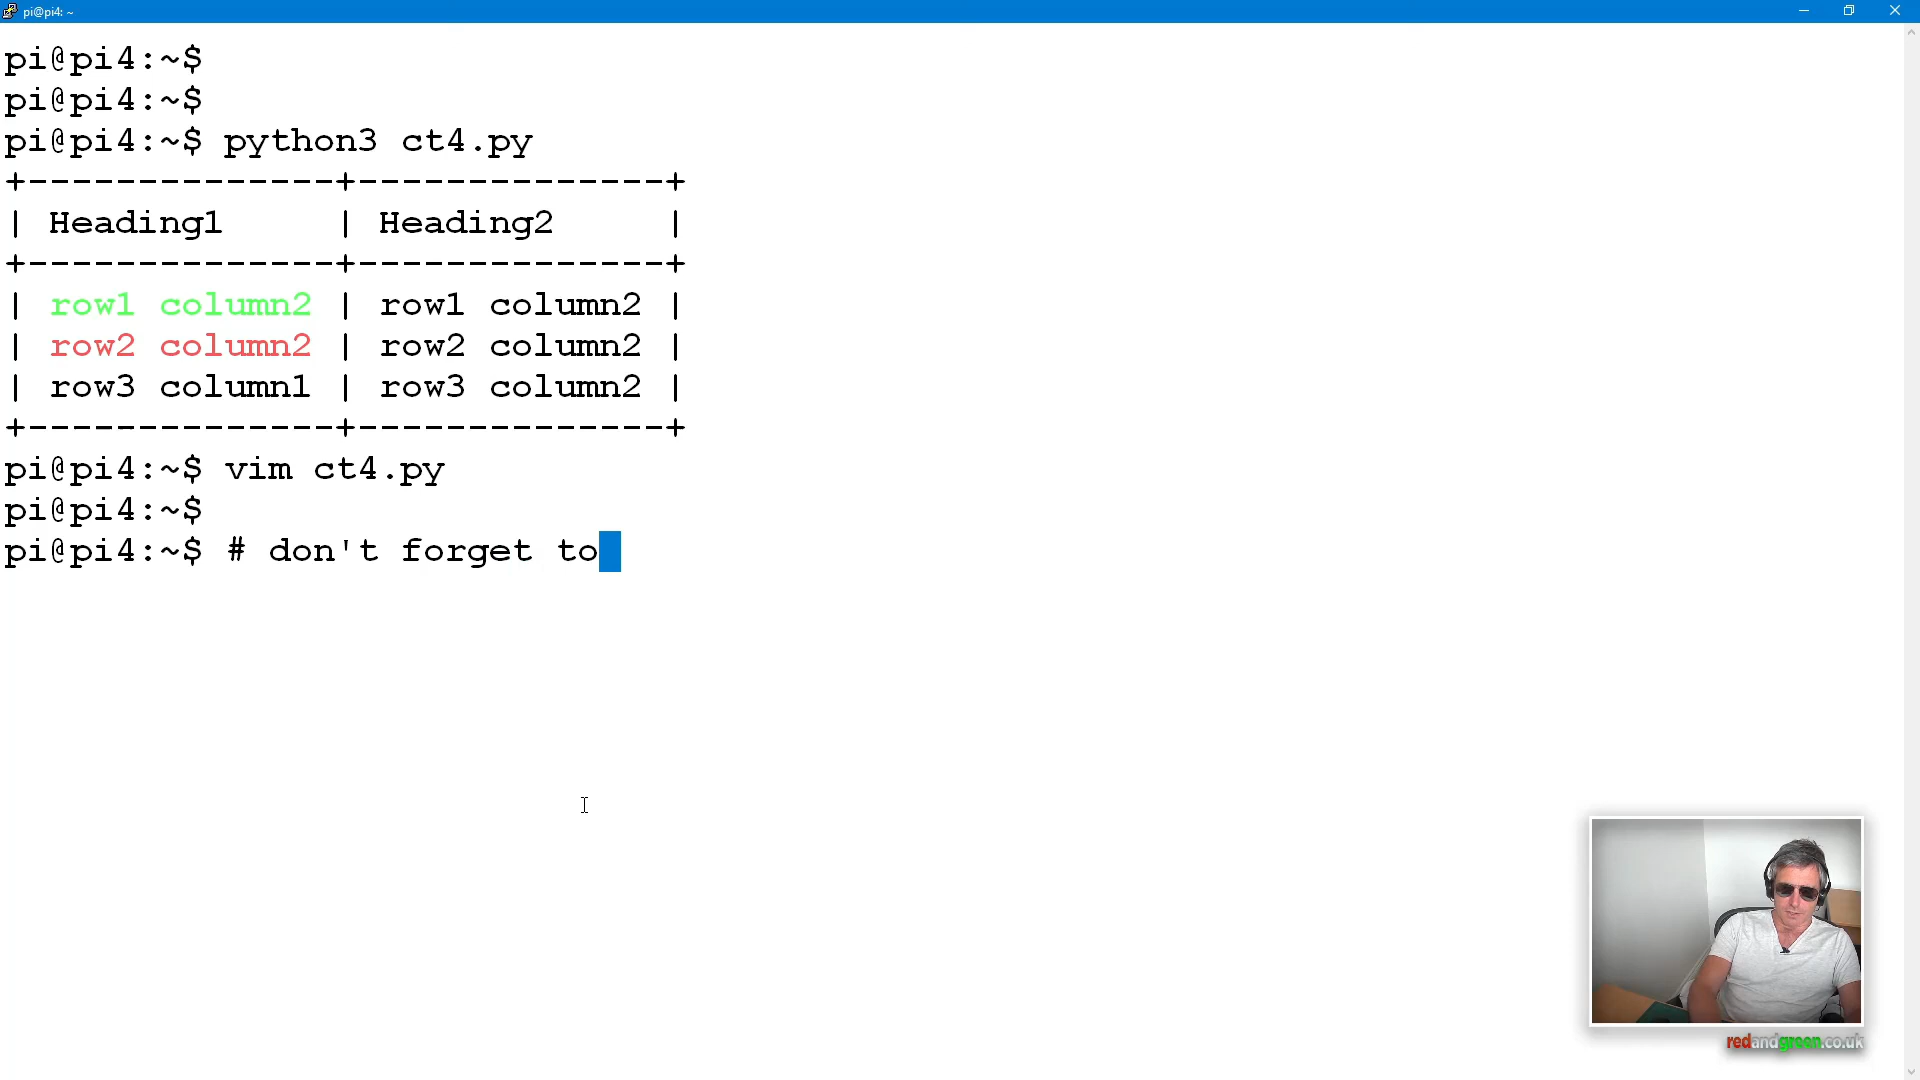 pi@pi4: ~
pi@pi4:~$
pi@pi4:~$
pi@pi4:~$ python3 ct4.py
+--------------+--------------+
| Heading1     | Heading2     |
+--------------+--------------+
| row1 column2 | row1 column2 |
| row2 column2 | row2 column2 |
| row3 column1 | row3 column2 |
+--------------+--------------+
pi@pi4:~$ vim ct4.py
pi@pi4:~$
pi@pi4:~$ # don't forget to
redandgreen.co.uk